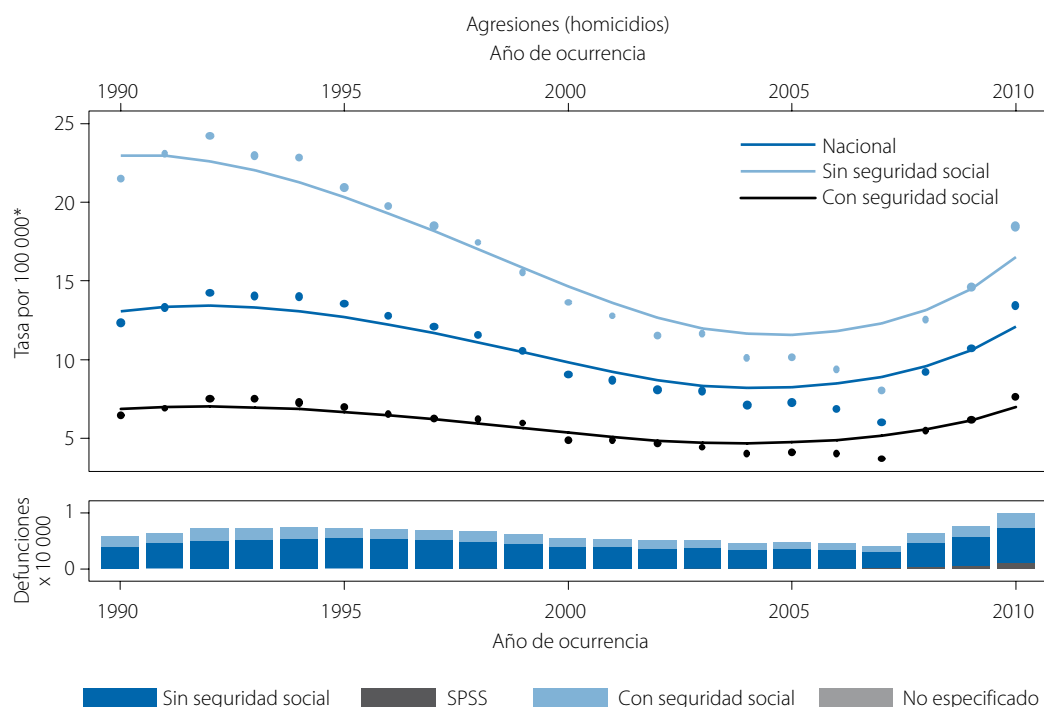 Agresiones (homicidios)
Año de ocurrencia
1990 1995 2000 2005 2010
25
20
15
10
5
Tasa por 100 000*
Nacional
Sin seguridad social
Con seguridad social
1
0
Defunciones
x 10 000
1990 1995 2000 2005 2010
Año de ocurrencia
Sin seguridad social SPSS Con seguridad social No especificado